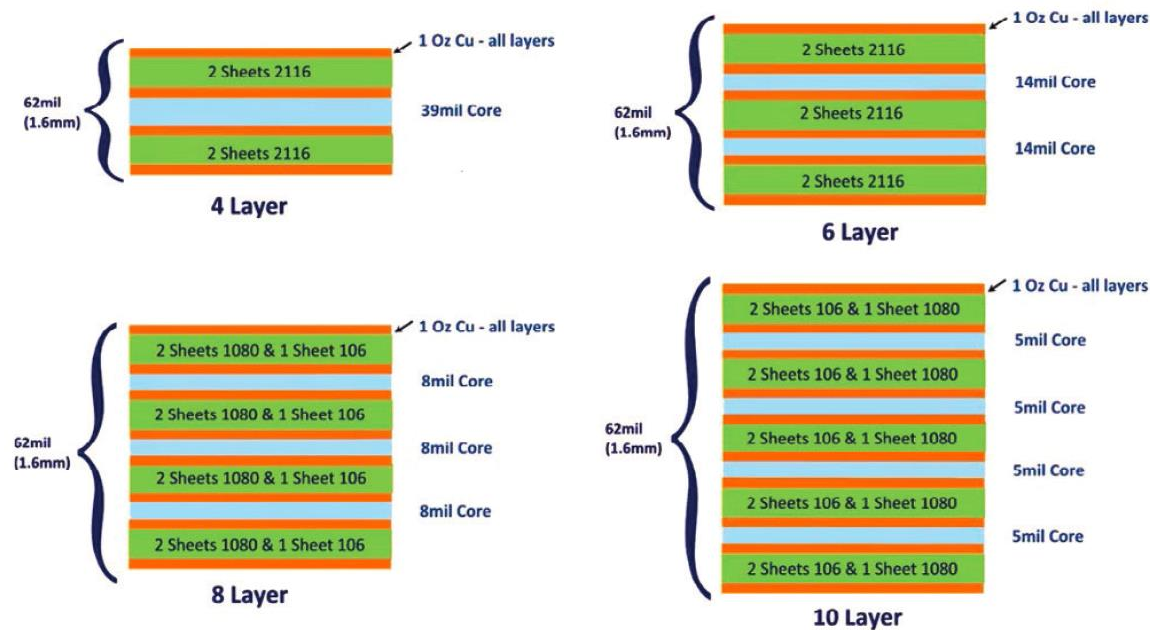 1 Oz Cu - all layers
2 Sheets 2116
62mil
(1.6mm)
39mil Core
2 Sheets 2116
4 Layer
1 Oz Cu - all layers
2 Sheets 2116
14mil Core
62mil
(1.6mm)
2 Sheets 2116
14mil Core
2 Sheets 2116
6 Layer
1 Oz Cu - all layers
2 Sheets 1080 & 1 Sheet 106
8mil Core
2 Sheets 1080 & 1 Sheet 106
62mil
(1.6mm)
8mil Core
2 Sheets 1080 & 1 Sheet 106
8mil Core
2 Sheets 1080 & 1 Sheet 106
8 Layer
1 Oz Cu - all layers
2 Sheets 106 & 1 Sheet 1080
5mil Core
2 Sheets 106 & 1 Sheet 1080
5mil Core
62mil
(1.6mm)
2 Sheets 106 & 1 Sheet 1080
5mil Core
2 Sheets 106 & 1 Sheet 1080
5mil Core
2 Sheets 106 & 1 Sheet 1080
10 Layer